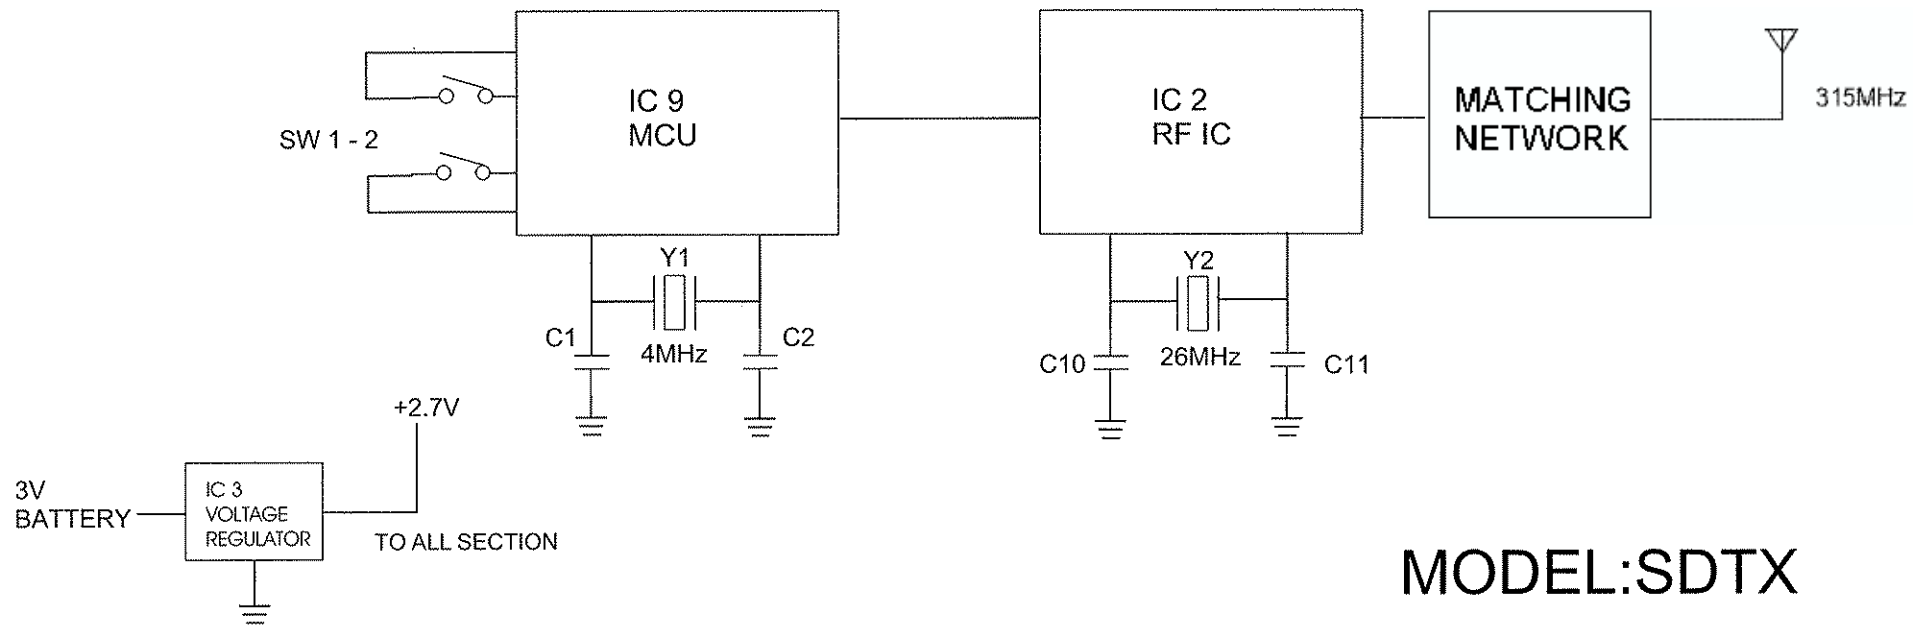 IC 9
MCU
IC 2
RF IC
MATCHING
NETWORK
315MHz
SW 1 - 2
Y1
4MHz
C1
C2
Y2
26MHz
C10
C11
+2.7V
3V
BATTERY
IC 3
VOLTAGE
REGULATOR
TO ALL SECTION
MODEL:SDTX